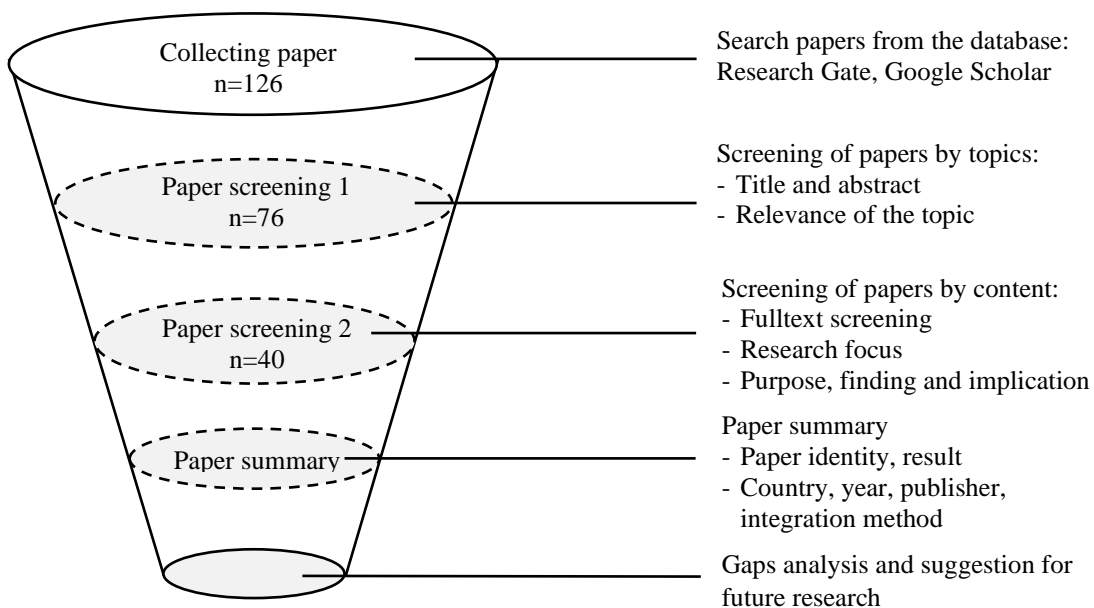 Collecting paper
n=126
Search papers from the database:
Research Gate, Google Scholar
Paper screening 1
n=76
Screening of papers by topics:
- Title and abstract
- Relevance of the topic
Paper screening 2
n=40
Screening of papers by content:
- Fulltext screening
- Research focus
- Purpose, finding and implication
Paper summary
Paper summary
- Paper identity, result
- Country, year, publisher,
integration method
Gaps analysis and suggestion for
future research